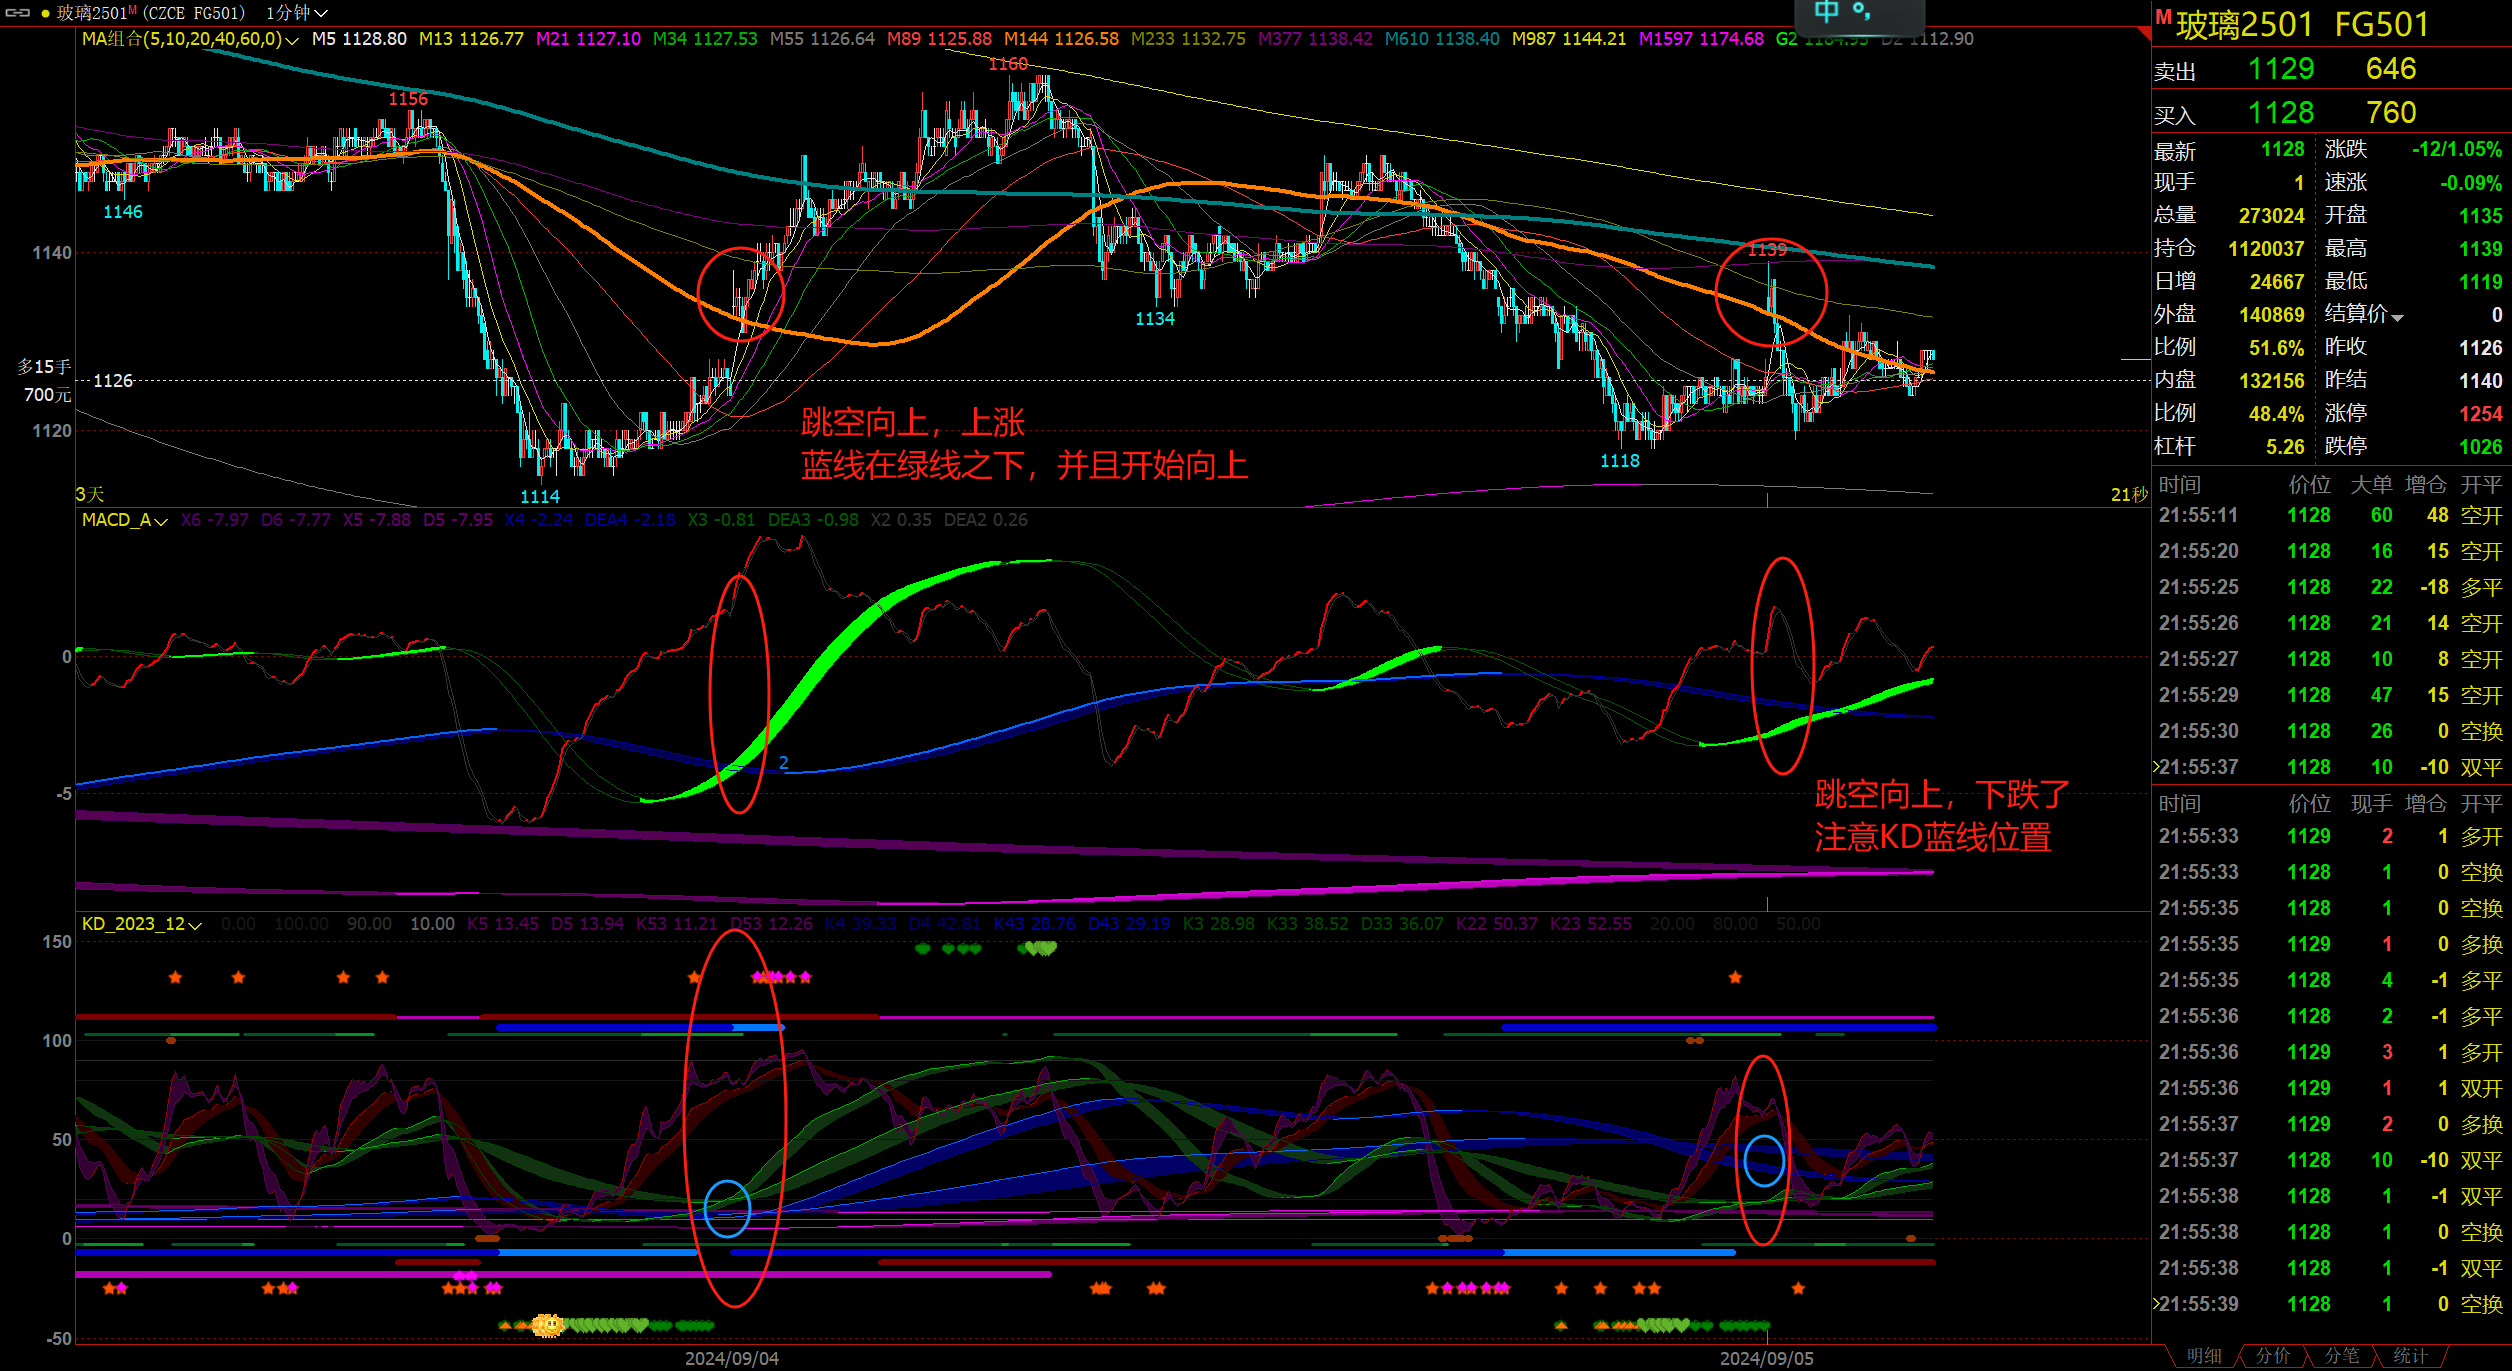 玻璃2501 M (CZCE FG501) 1分钟
中 °,
MA组合(5,10,20,40,60,0) M5 1128.80 M13 1126.77 M21 1127.10 M34 1127.53 M55 1126.64 M89 1125.88 M144 1126.58 M233 1132.75 M377 1138.42 M610 1138.40 M987 1144.21 M1597 1174.68 G2 D2 1112.90
1160
1156
1146
1139
1140
1134
多15手
1126
700元
1120
1118
1114
跳空向上，上涨
蓝线在绿线之下，并且开始向上
3天
21秒
MACD_A X6 -7.97 D6 -7.77 X5 -7.88 D5 -7.95 X4 -2.24 DEA4 -2.18 X3 -0.81 DEA3 -0.98 X2 0.35 DEA2 0.26
0
2
-5
跳空向上，下跌了
注意KD蓝线位置
KD_2023_12 0.00 100.00 90.00 10.00 K5 13.45 D5 13.94 K53 11.21 D53 12.26 K4 39.33 D4 42.81 K43 28.76 D43 29.19 K3 28.98 K33 38.52 D33 36.07 K22 50.37 K23 52.55 20.00 80.00 50.00
150
100
50
0
-50
2024/09/04 2024/09/05
M 玻璃2501 FG501
卖出 1129 646
买入 1128 760
最新 1128 涨跌 -12/1.05%
现手 1 速涨 -0.09%
总量 273024 开盘 1135
持仓 1120037 最高 1139
日增 24667 最低 1119
外盘 140869 结算价 0
比例 51.6% 昨收 1126
内盘 132156 昨结 1140
比例 48.4% 涨停 1254
杠杆 5.26 跌停 1026
时间 价位 大单 增仓 开平
21:55:11 1128 60 48 空开
21:55:20 1128 16 15 空开
21:55:25 1128 22 -18 多平
21:55:26 1128 21 14 空开
21:55:27 1128 10 8 空开
21:55:29 1128 47 15 空开
21:55:30 1128 26 0 空换
21:55:37 1128 10 -10 双平
时间 价位 现手 增仓 开平
21:55:33 1129 2 1 多开
21:55:33 1128 1 0 空换
21:55:35 1128 1 0 空换
21:55:35 1129 1 0 多换
21:55:35 1128 4 -1 多平
21:55:36 1128 2 -1 多平
21:55:36 1129 3 1 多开
21:55:36 1129 1 1 双开
21:55:37 1129 2 0 多换
21:55:37 1128 10 -10 双平
21:55:38 1128 1 -1 双平
21:55:38 1128 1 0 空换
21:55:38 1128 1 -1 双平
21:55:39 1128 1 0 空换
明细 分价 分笔 统计